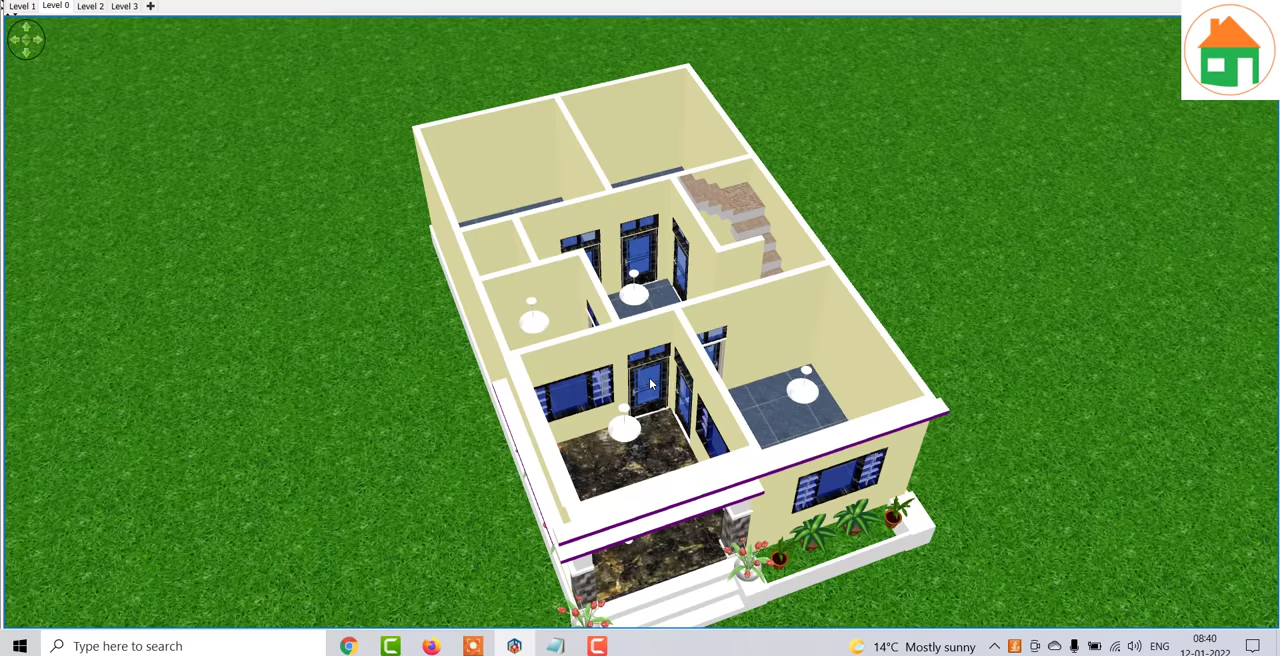 Level 1 Level 0 Level 2 Level 3
Type here to search
14°C Mostly sunny
ENG
08:40
12-01-2022